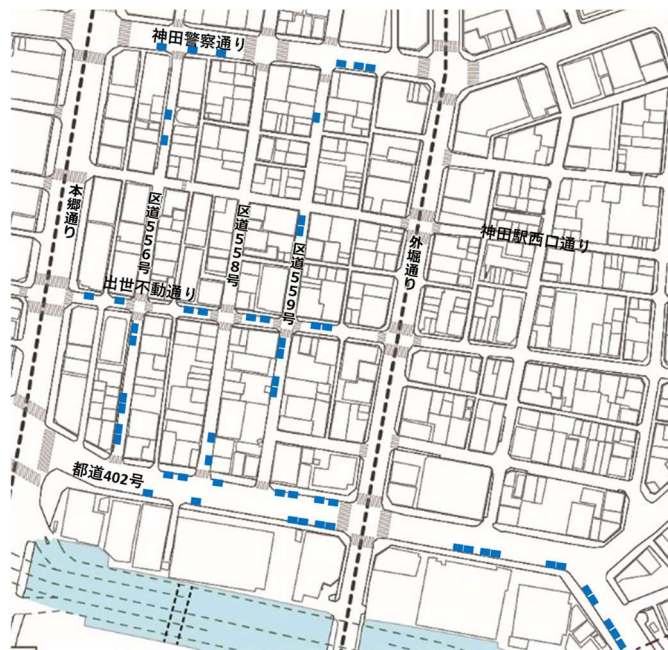 神田警察通り
本郷通り
区道556号
区道558号
区道559号
外堀通り
神田駅西口通り
出世不動通り
都道402号